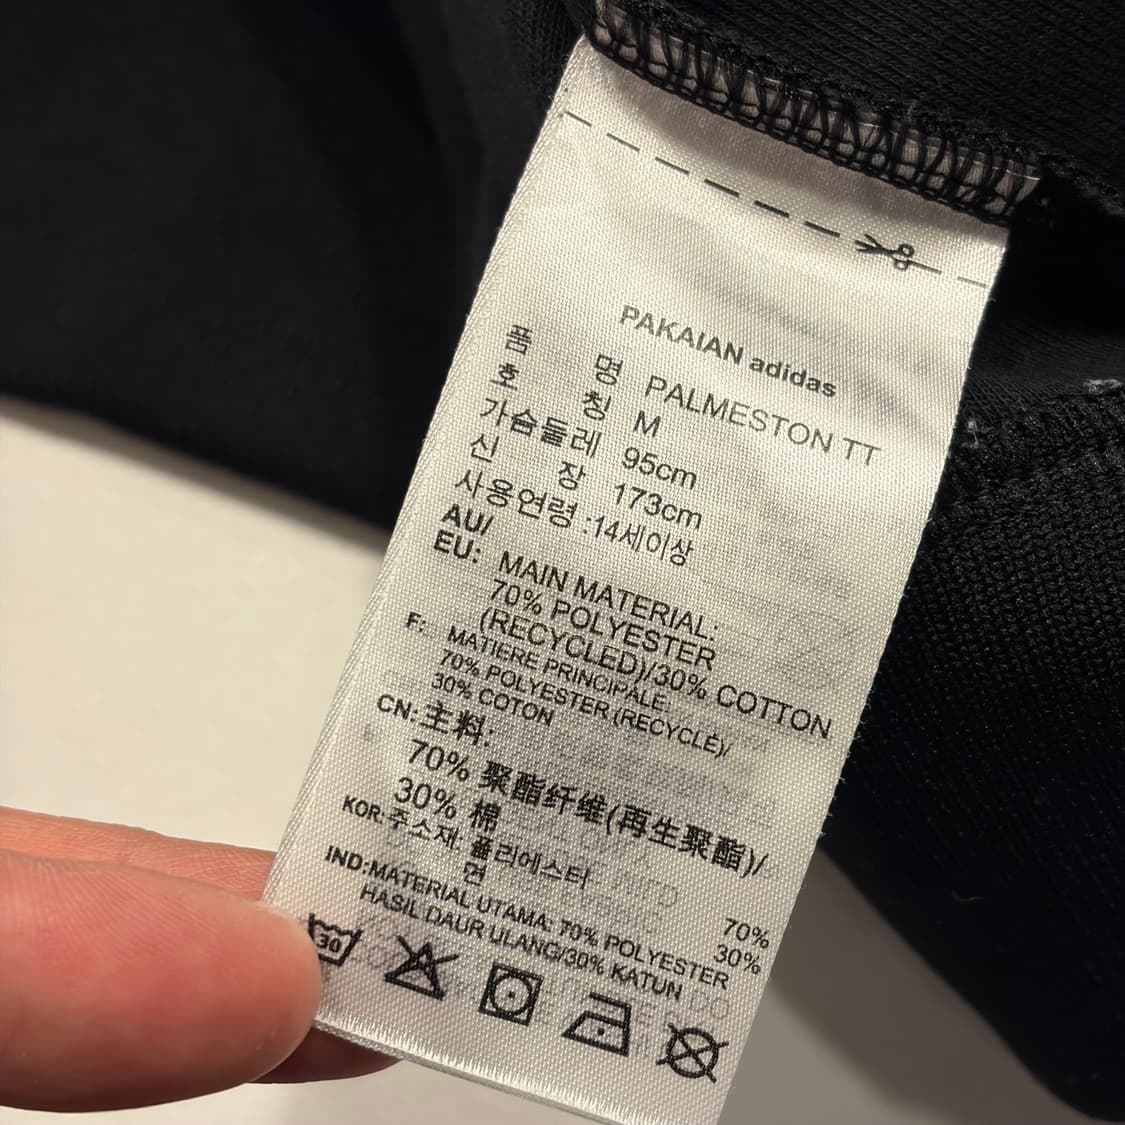 PAKAIAN adidas
품 명 PALMESTON TT
호 칭 M
가슴둘레 95cm
신 장 173cm
사용연령 :14세이상
AU/
EU: MAIN MATERIAL:
70% POLYESTER
(RECYCLED)/30% COTTON
F: MATIERE PRINCIPALE:
70% POLYESTER (RECYCLÉ)/
30% COTON
CN: 主料:
70% 聚酯纤维(再生聚酯)/
30% 棉
KOR: 주소재: 폴리에스터 70%
면 30%
IND:MATERIAL UTAMA: 70% POLYESTER
HASIL DAUR ULANG/30% KATUN
30